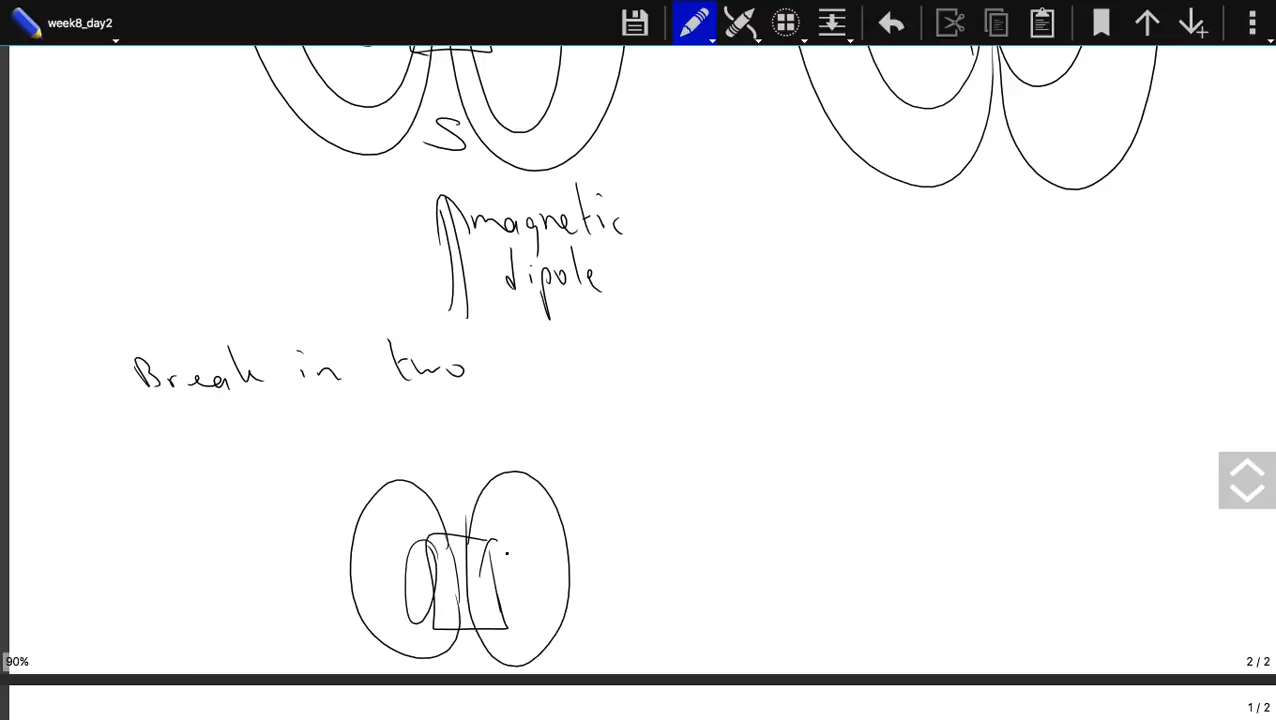 week8_day2
S
magnetic
dipole
Break in two
90%
2 / 2
1 / 2